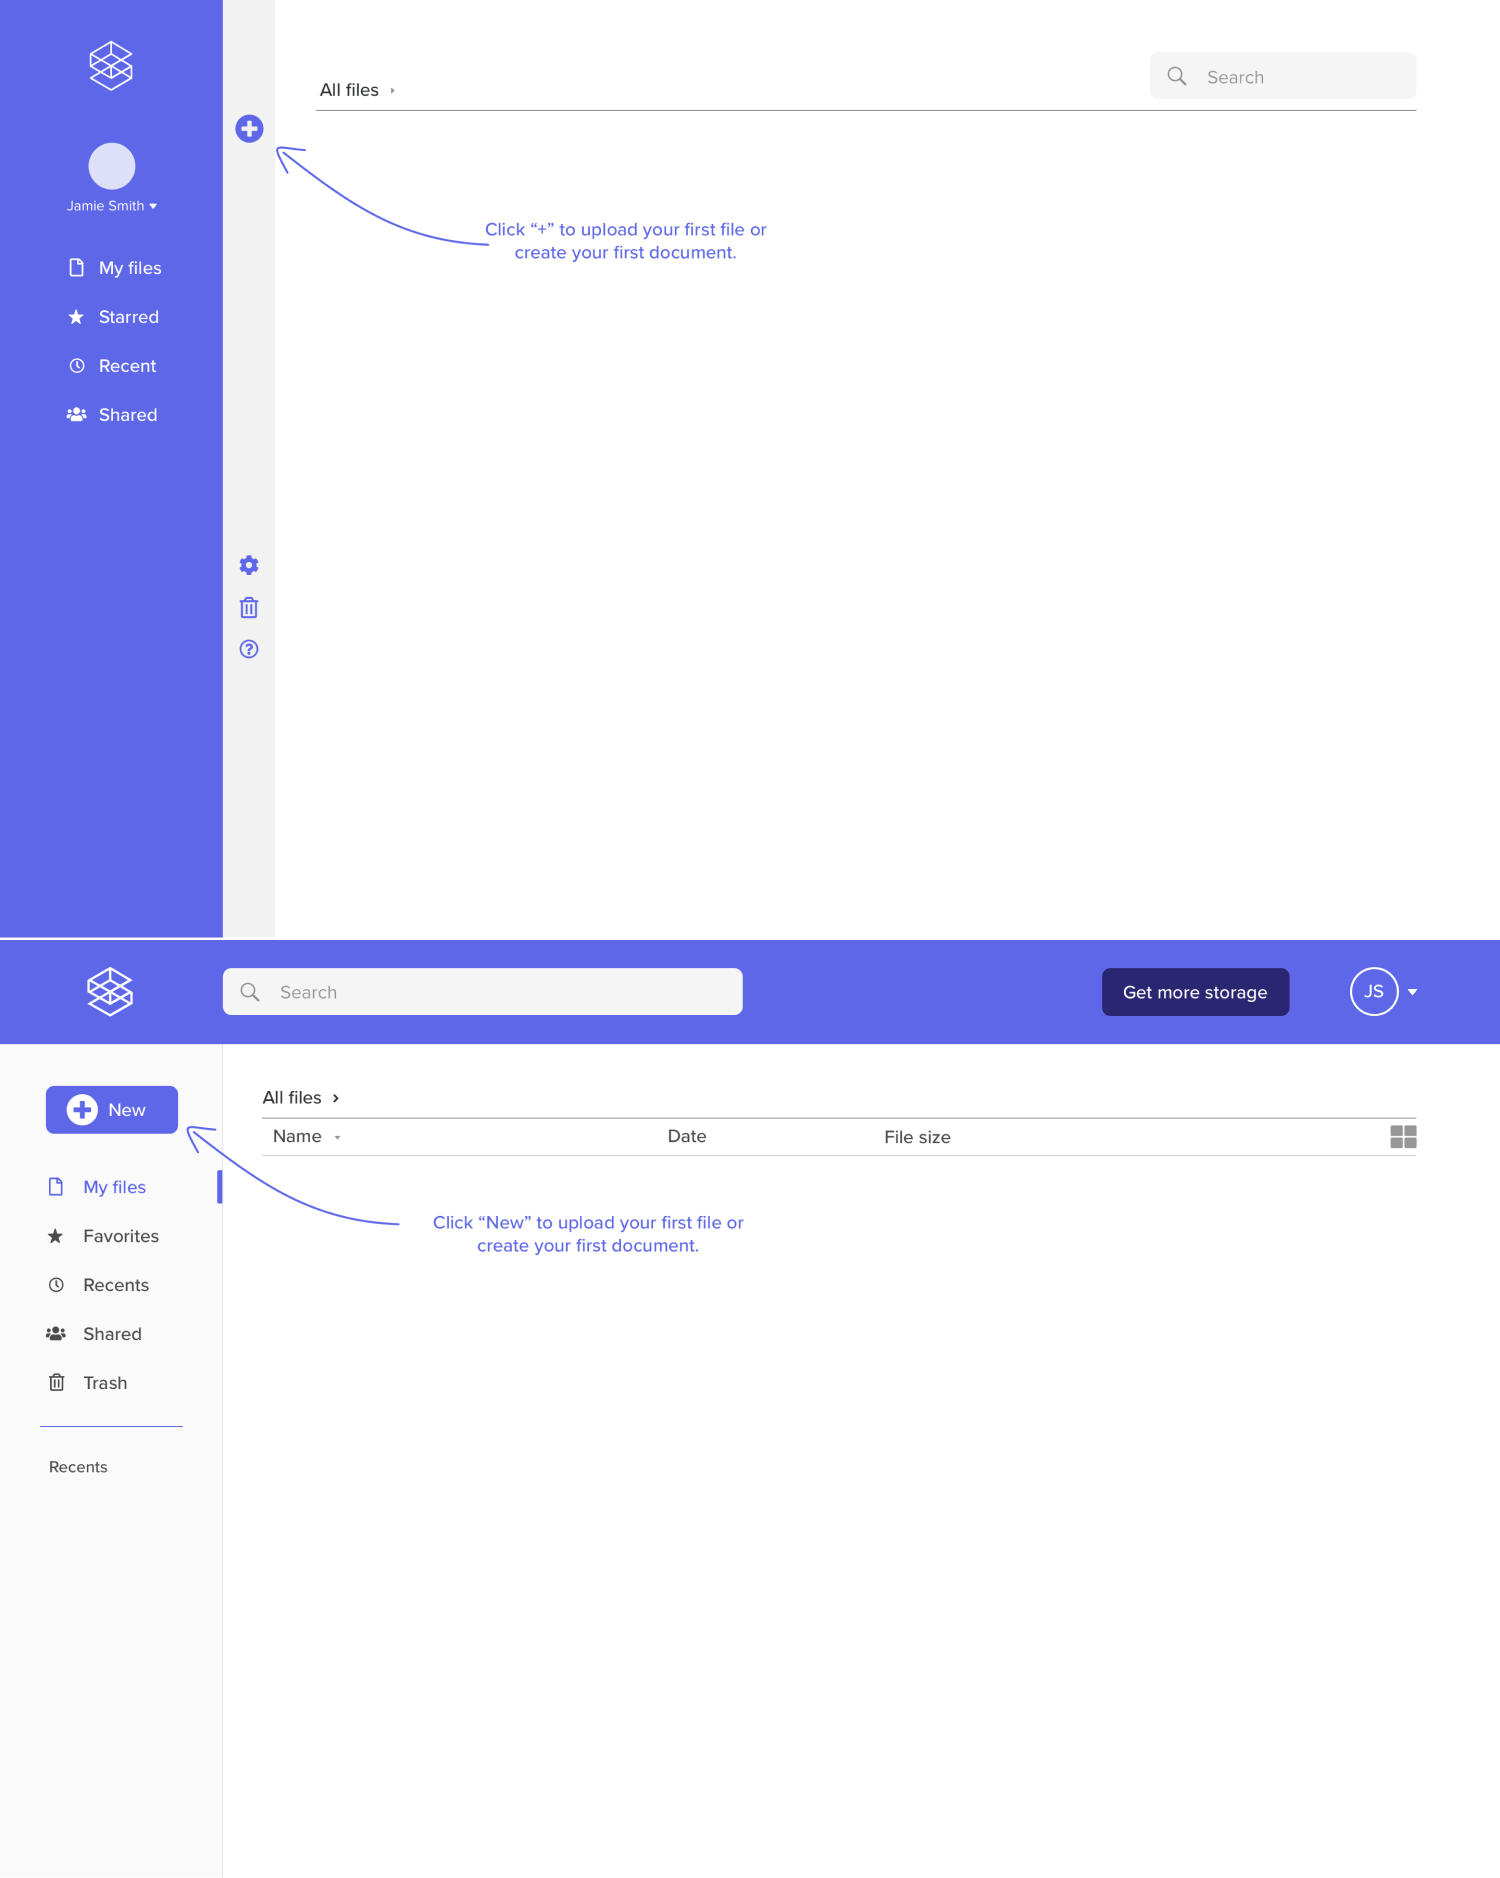 All files
Search
Jamie Smith
Click “+” to upload your first file or
create your first document.
My files
Starred
Recent
Shared
Search
Get more storage
JS
New
All files
Name
Date
File size
My files
Favorites
Recents
Shared
Trash
Click “New” to upload your first file or
create your first document.
Recents